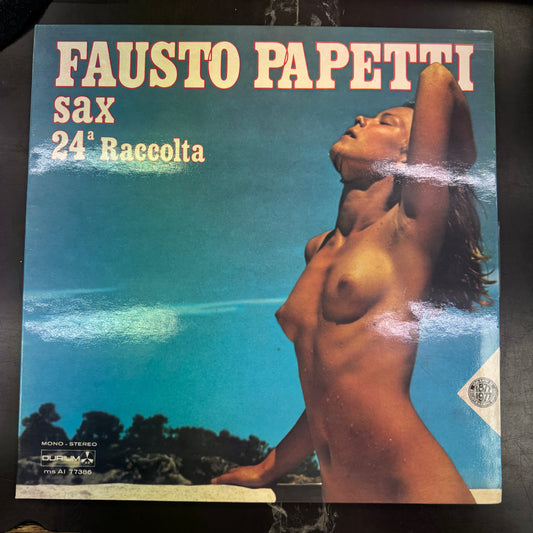 FAUSTO PAPETTI
sax
24ª Raccolta
MONO-STEREO
DURIUM
ms AI 77386